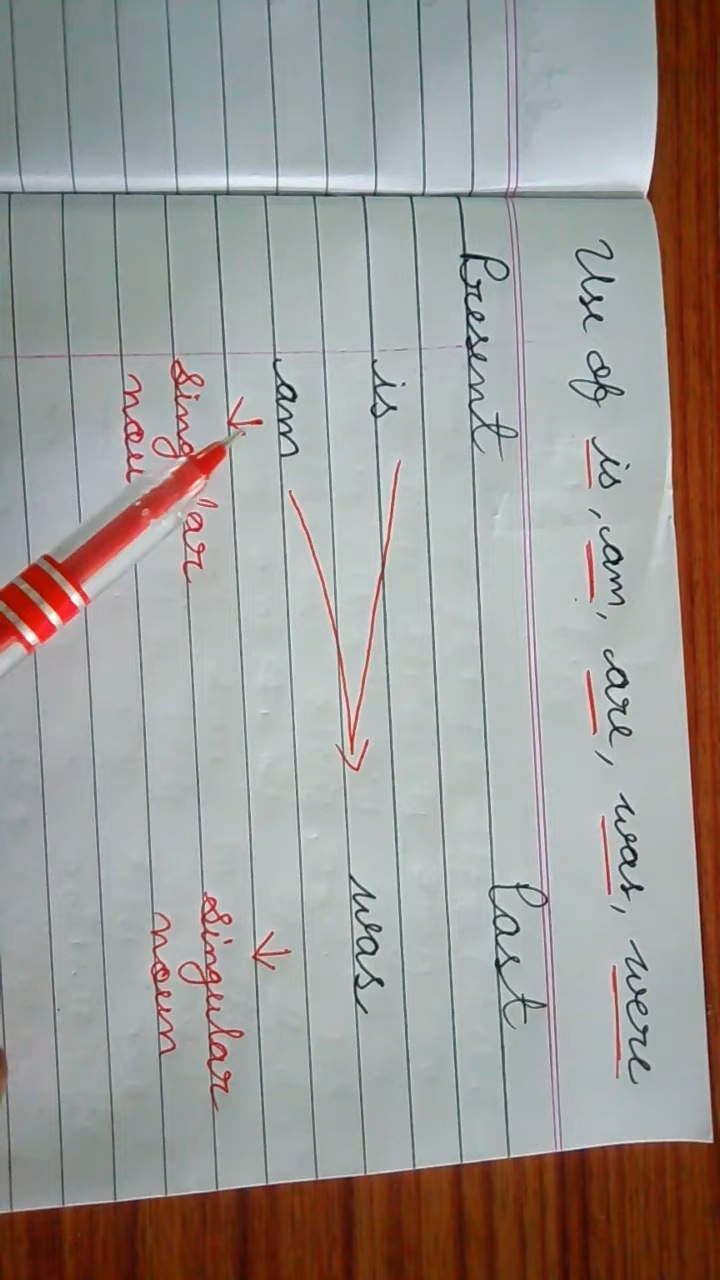 Use of is, am, are, was, were
Present Past
is
am was
↓ ↓
Singular Singular
noun noun